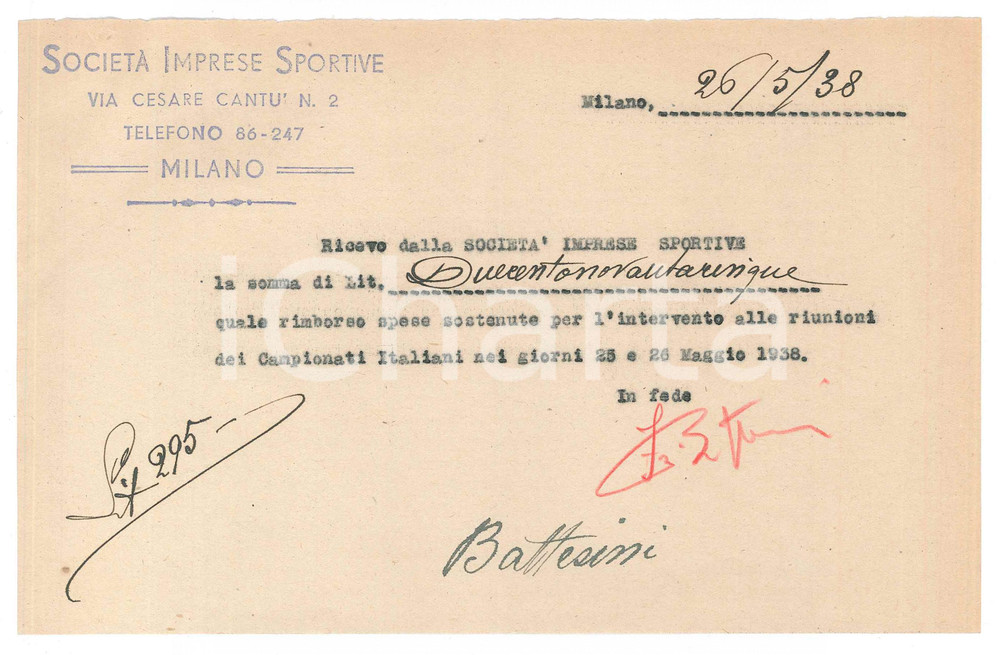 SOCIETÀ IMPRESE SPORTIVE
VIA CESARE CANTU' N. 2
TELEFONO 86-247
MILANO
Milano, 26/5/38
Ricevo dalla SOCIETA' IMPRESE SPORTIVE
la somma di Lit. Duecentonovantacinque
quale rimborso spese sostenute per l'intervento alle riunioni
dei Campionati Italiani nei giorni 25 e 26 Maggio 1938.
In fede
Lit 295 -
Battesini
iCharta